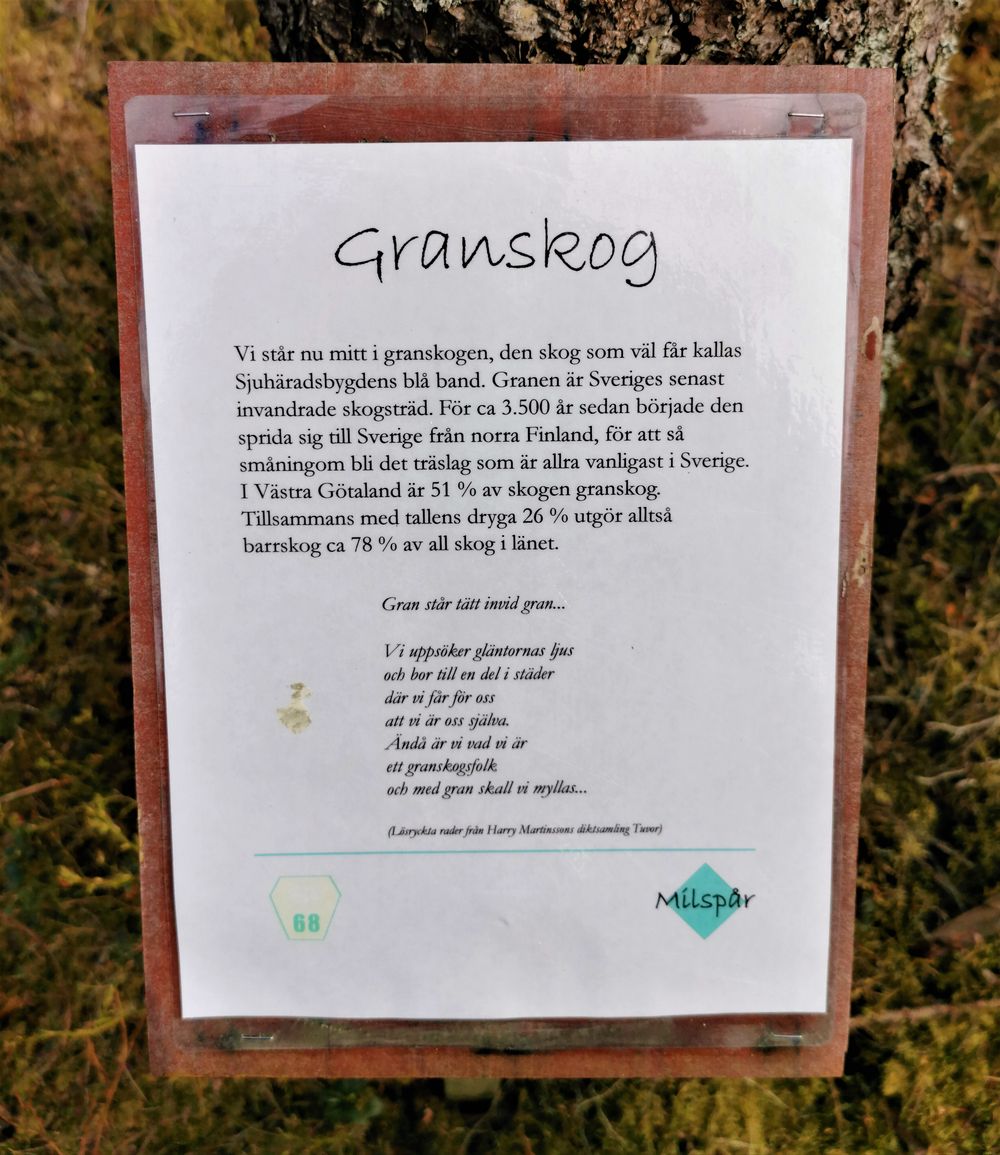 Granskog
Vi står nu mitt i granskogen, den skog som väl får kallas
Sjuhäradsbygdens blå band. Granen är Sveriges senast
invandrade skogsträd. För ca 3.500 år sedan började den
sprida sig till Sverige från norra Finland, för att så
småningom bli det träslag som är allra vanligast i Sverige.
I Västra Götaland är 51 % av skogen granskog.
Tillsammans med tallens dryga 26 % utgör alltså
barrskog ca 78 % av all skog i länet.
Gran står tätt invid gran...
Vi uppsöker gläntornas ljus
och bor till en del i städer
där vi får för oss
att vi är oss själva.
Ändå är vi vad vi är
ett granskogsfolk
och med gran skall vi myllas...
(Lösryckta rader från Harry Martinssons diktsamling Tuvor)
68
Milspår